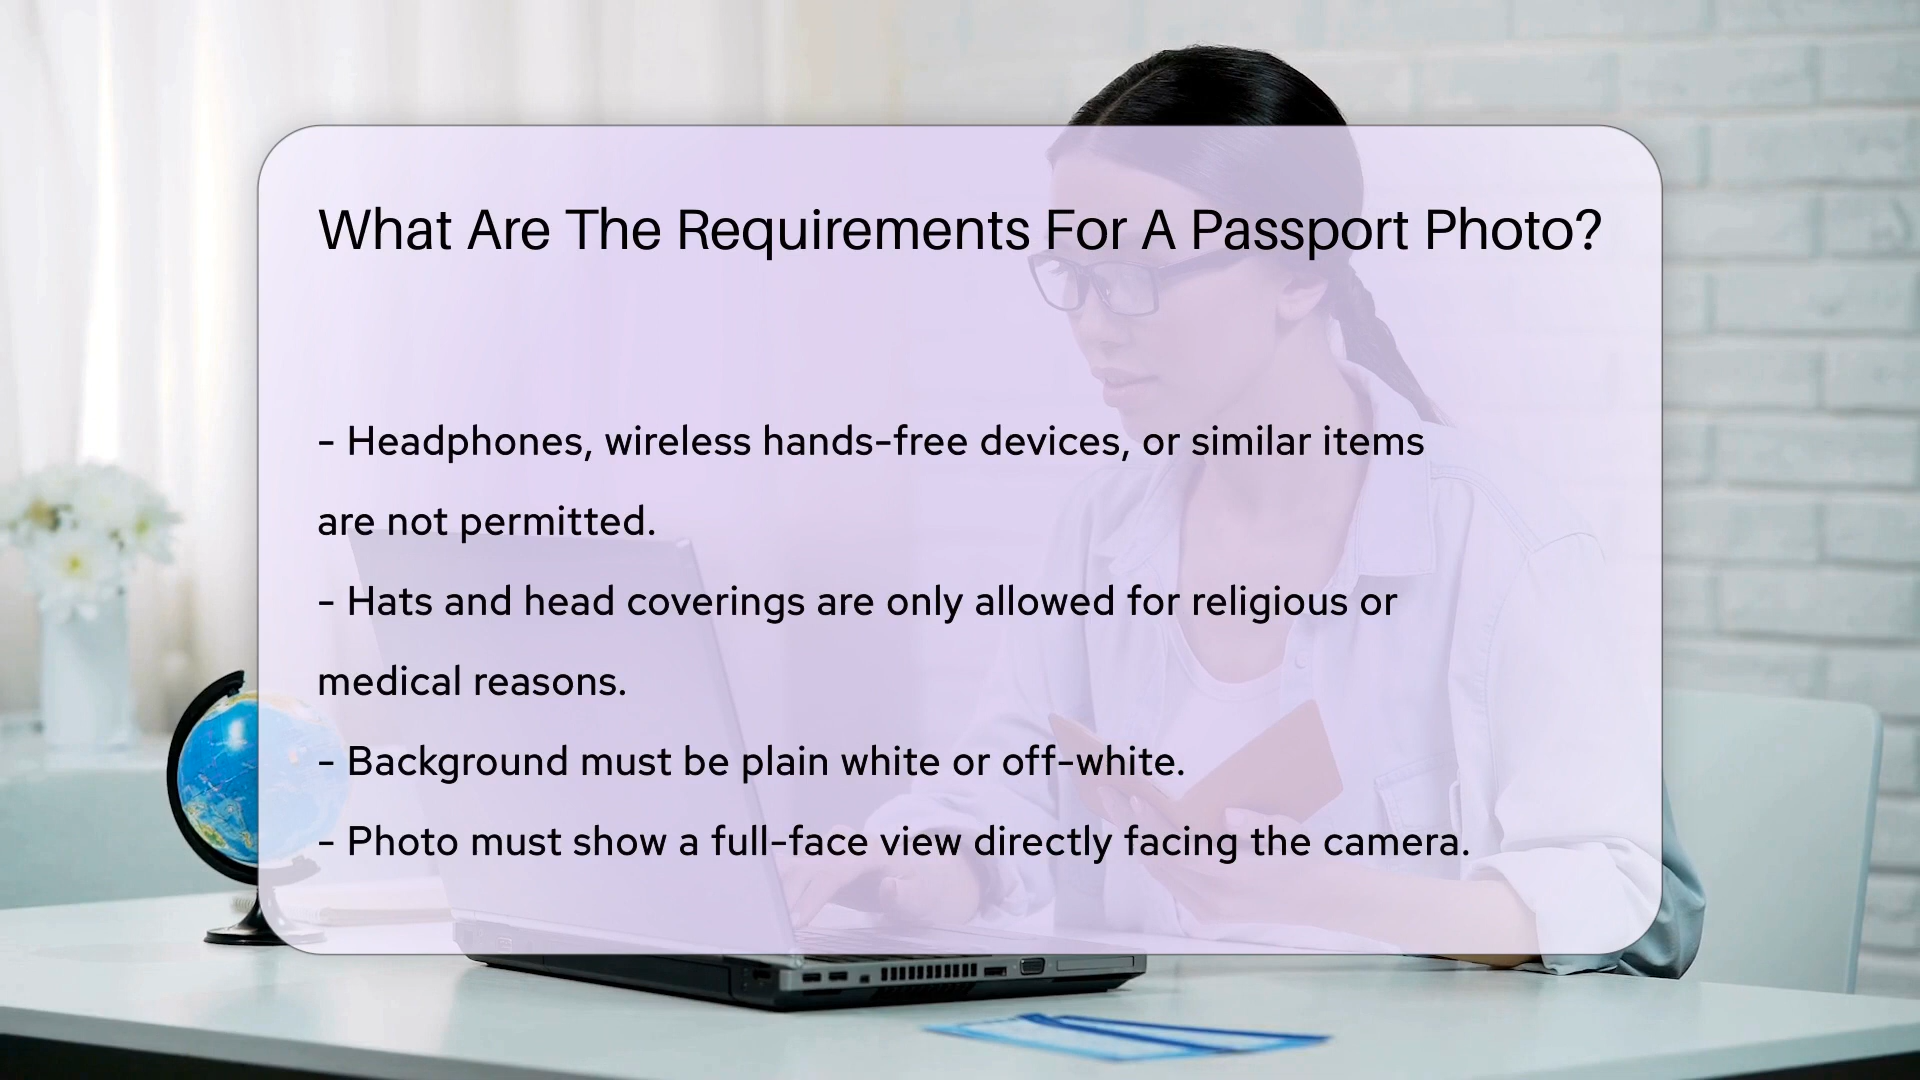 What Are The Requirements For A Passport Photo?
- Headphones, wireless hands-free devices, or similar items
are not permitted.
- Hats and head coverings are only allowed for religious or
medical reasons.
- Background must be plain white or off-white.
- Photo must show a full-face view directly facing the camera.